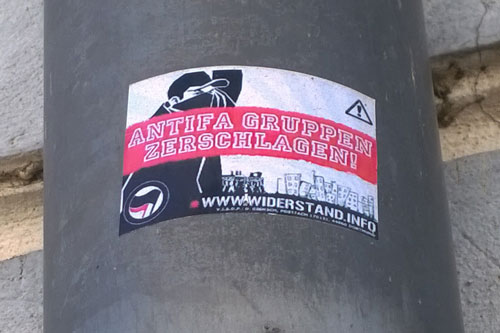 ANTIFA GRUPPEN
ZERSCHLAGEN!
WWW.WIDERSTAND.INFO